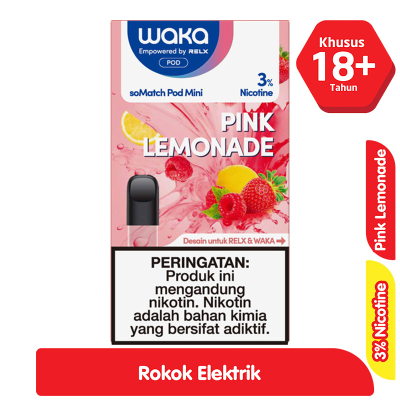 waka
Empowered by RELX
POD
soMatch Pod Mini
3%
Nicotine
PINK
LEMONADE
Desain untuk RELX & WAKA →
PERINGATAN:
Produk ini
mengandung
nikotin. Nikotin
adalah bahan kimia
yang bersifat adiktif.
Khusus
18+
Tahun
Pink Lemonade
3% Nicotine
Rokok Elektrik